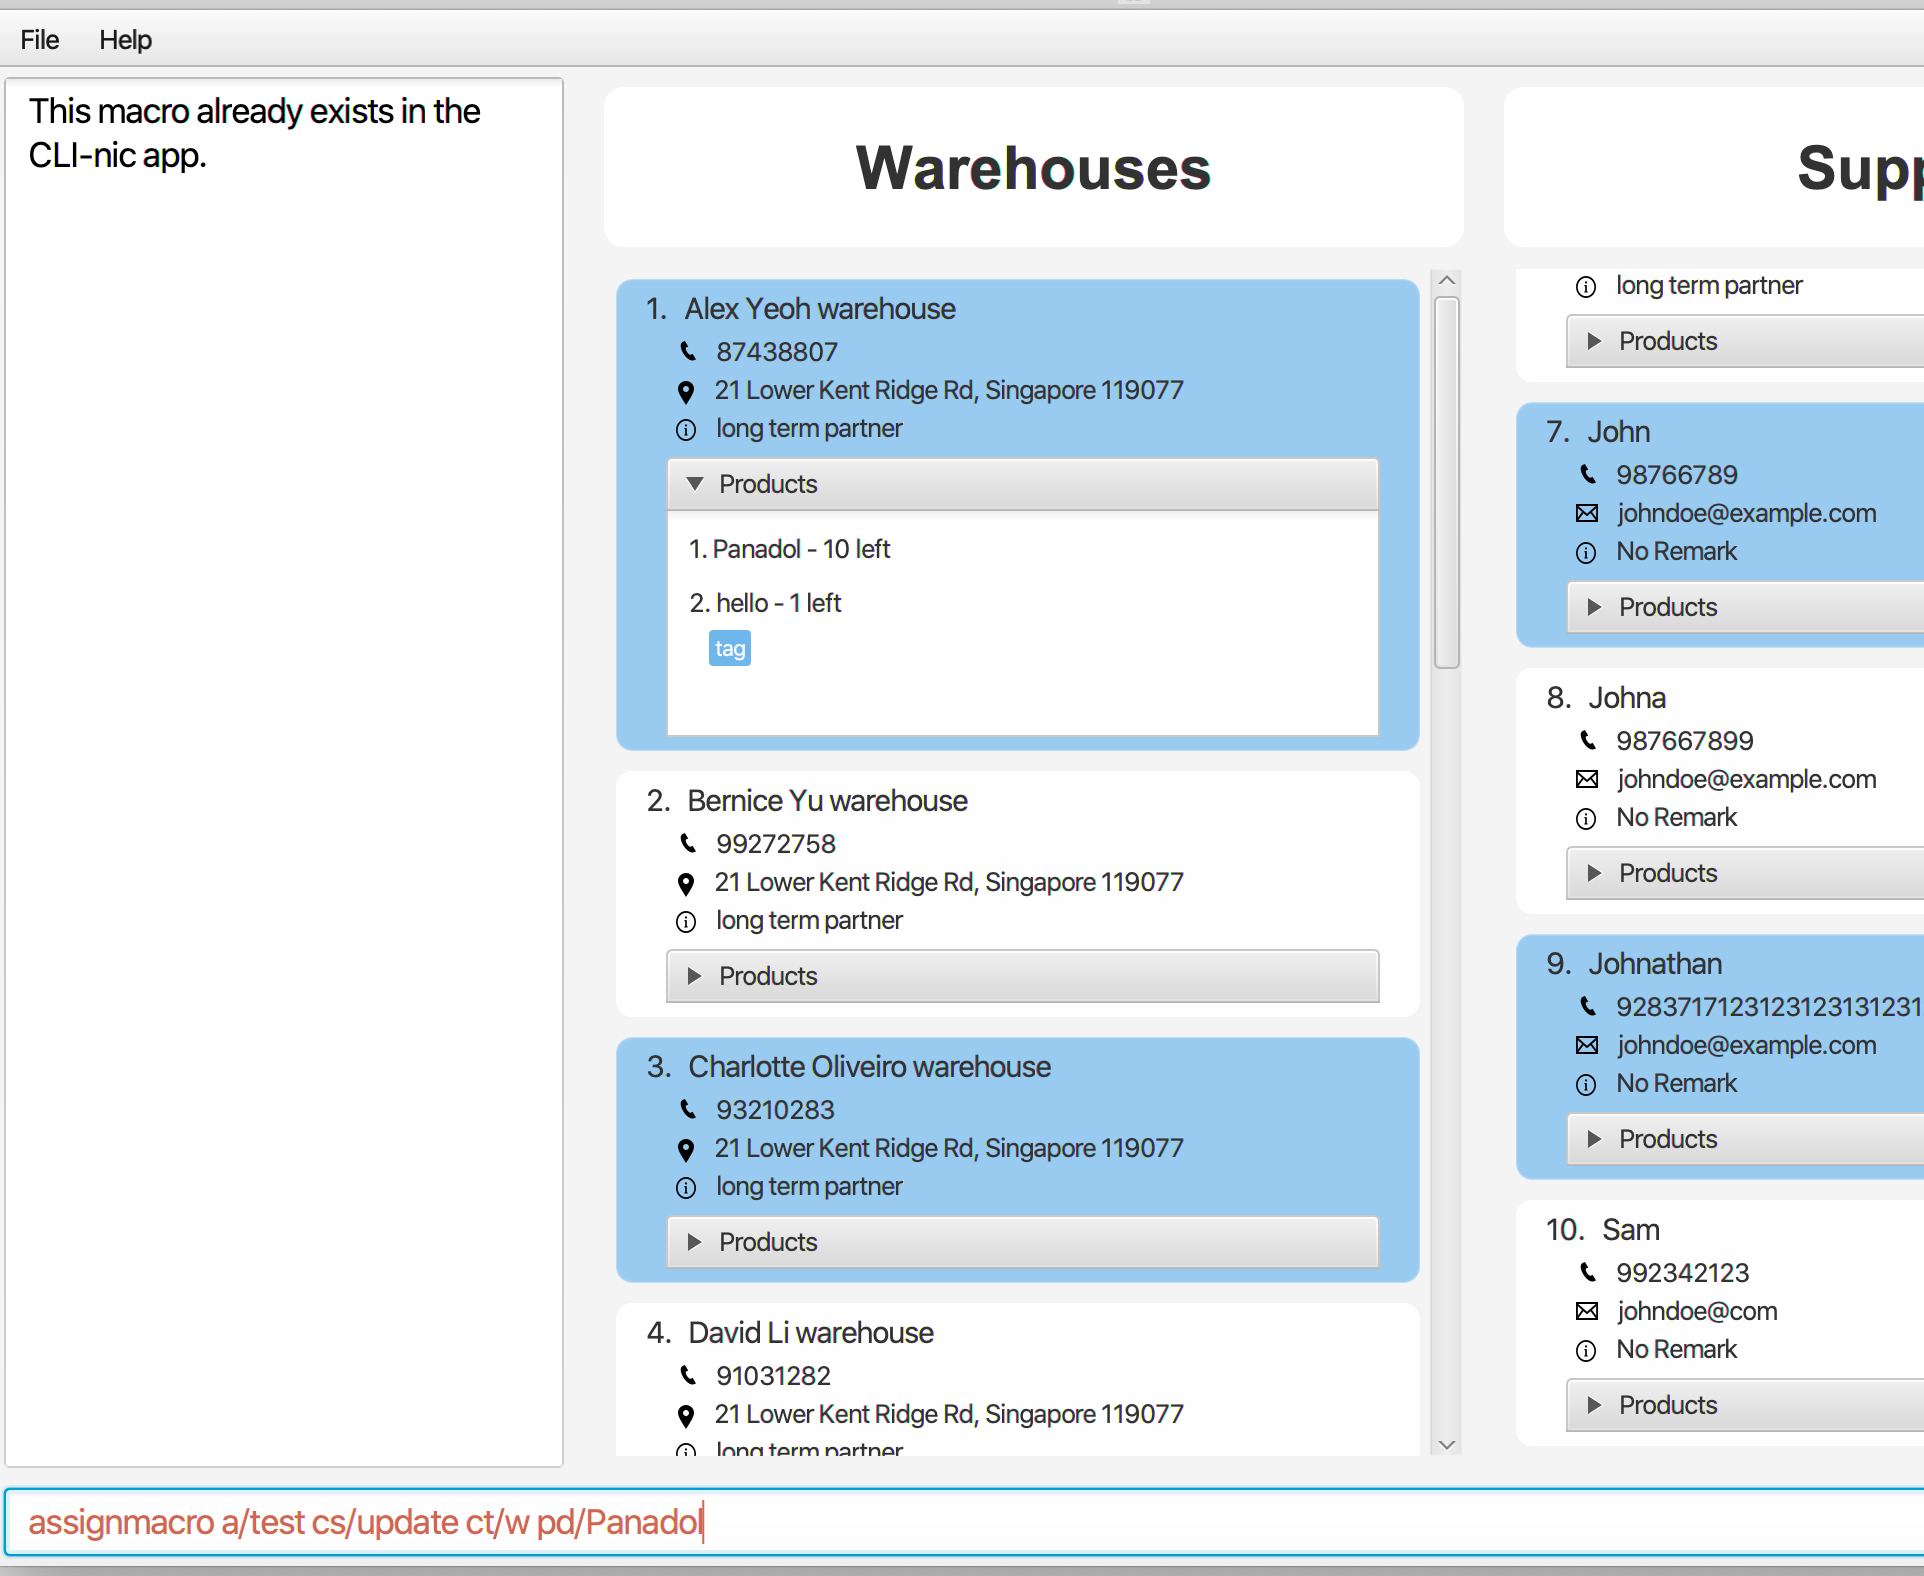 File Help
This macro already exists in the
CLI-nic app.
Warehouses
1. Alex Yeoh warehouse
87438807
21 Lower Kent Ridge Rd, Singapore 119077
long term partner
Products
1. Panadol - 10 left
2. hello - 1 left
tag
2. Bernice Yu warehouse
99272758
21 Lower Kent Ridge Rd, Singapore 119077
long term partner
Products
3. Charlotte Oliveiro warehouse
93210283
21 Lower Kent Ridge Rd, Singapore 119077
long term partner
Products
4. David Li warehouse
91031282
21 Lower Kent Ridge Rd, Singapore 119077
long term partner
long term partner
Products
7. John
98766789
johndoe@example.com
No Remark
Products
8. Johna
987667899
johndoe@example.com
No Remark
Products
9. Johnathan
johndoe@example.com
No Remark
Products
10. Sam
992342123
johndoe@com
No Remark
Products
assignmacro a/test cs/update ct/w pd/Panadol